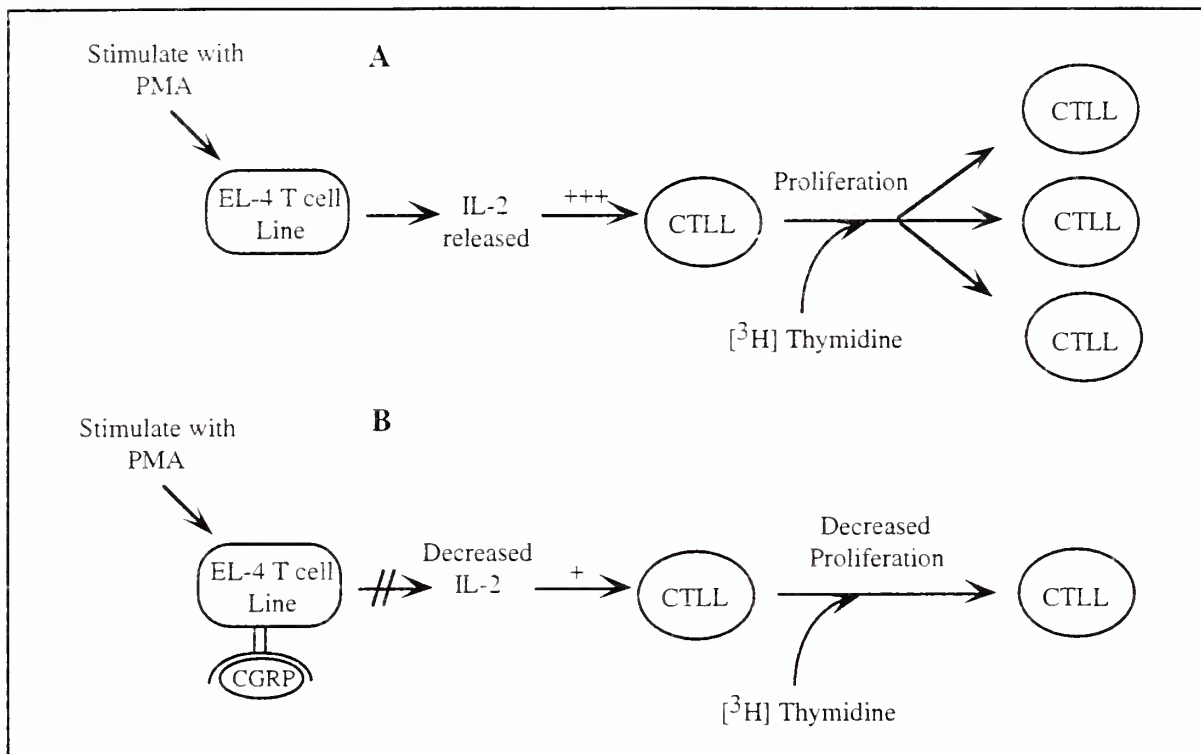 A
Stimulate with
PMA
EL-4 T cell
Line
IL-2
released
+++
CTLL
Proliferation
[³H] Thymidine
CTLL
CTLL
CTLL
B
Stimulate with
PMA
EL-4 T cell
Line
CGRP
Decreased
IL-2
+
CTLL
Decreased
Proliferation
[³H] Thymidine
CTLL